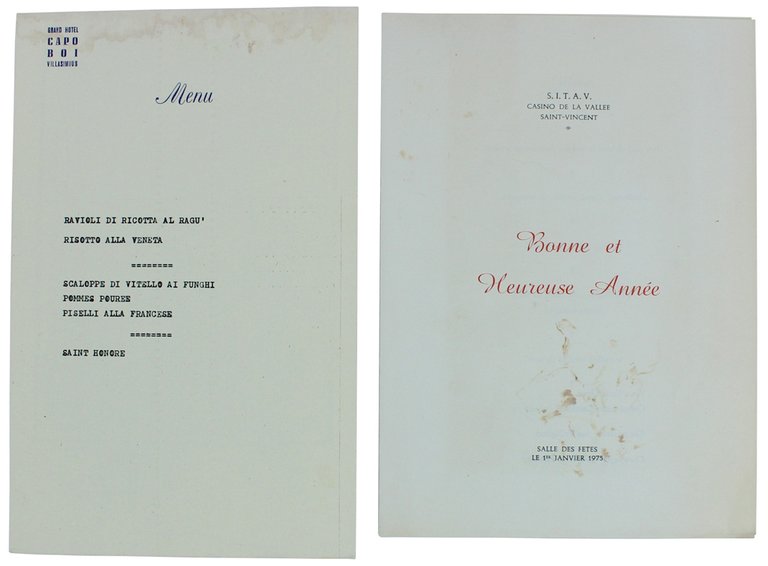 GRAND HOTEL
CAPO
BOI
VILLASIMIUS
Menu
RAVIOLI DI RICOTTA AL RAGU'
RISOTTO ALLA VENETA
========
SCALOPPE DI VITELLO AI FUNGHI
POMMES POUREE
PISELLI ALLA FRANCESE
========
SAINT HONORE
S. I. T. A. V.
CASINO DE LA VALLEE
SAINT-VINCENT
*
Bonne et
Heureuse Année
SALLE DES FETES
LE 1er JANVIER 1975